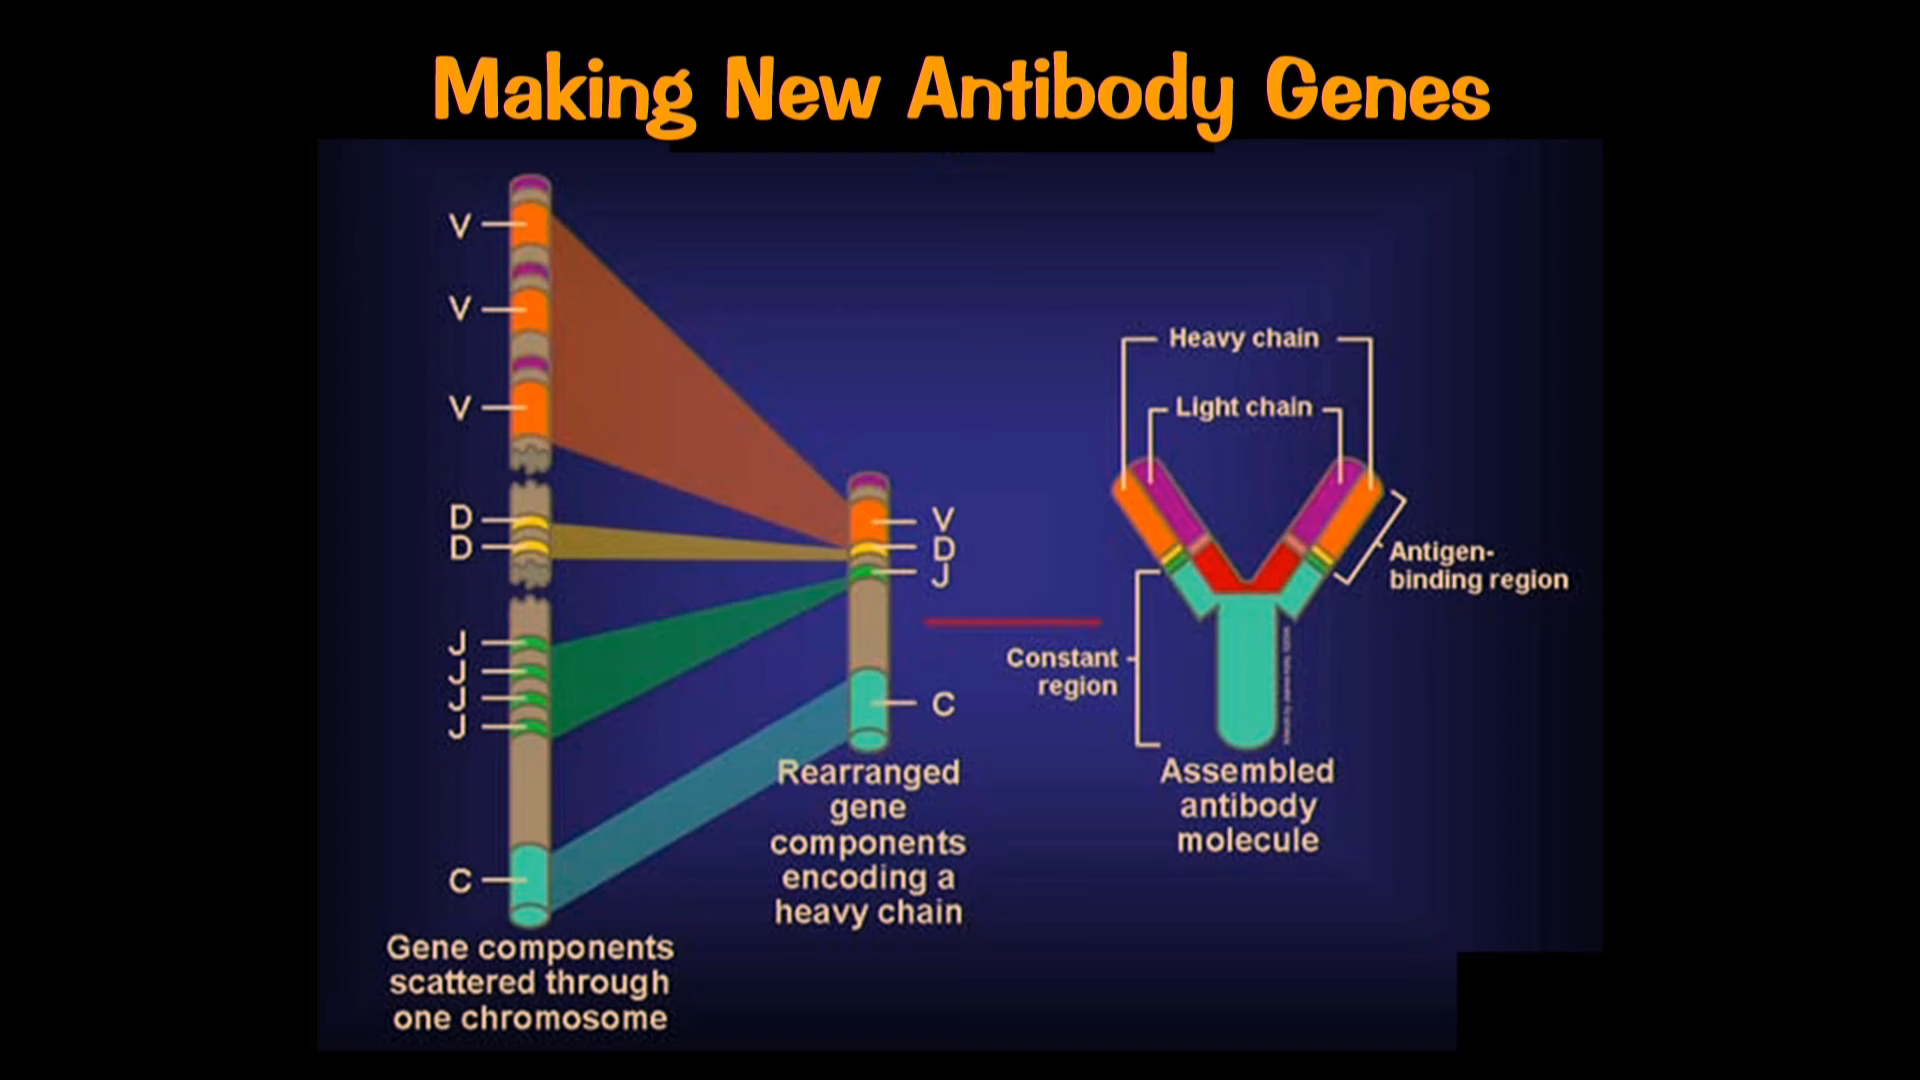 Making New Antibody Genes
V
V
V
D
D
J
J
J
J
C
Gene components
scattered through
one chromosome
V
D
J
C
Rearranged
gene
components
encoding a
heavy chain
Heavy chain
Light chain
Antigen-
binding region
Constant
region
Assembled
antibody
molecule